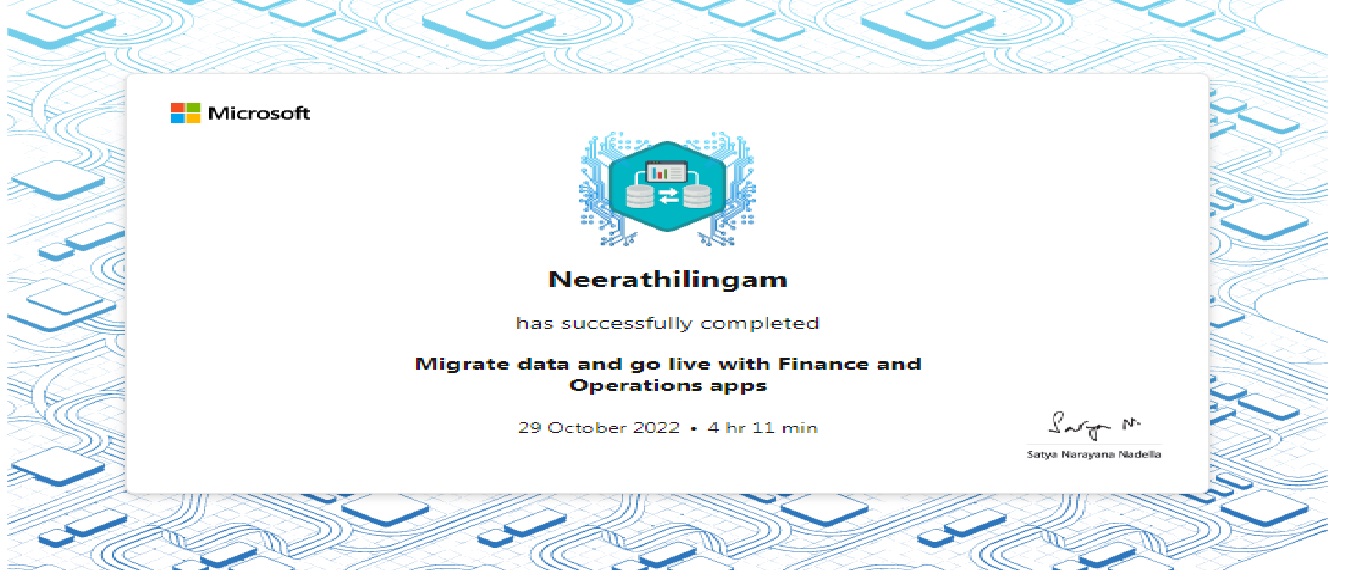 Microsoft
Neerathilingam
has successfully completed
Migrate data and go live with Finance and
Operations apps
29 October 2022 • 4 hr 11 min
Satya N.
Satya Narayana Nadella